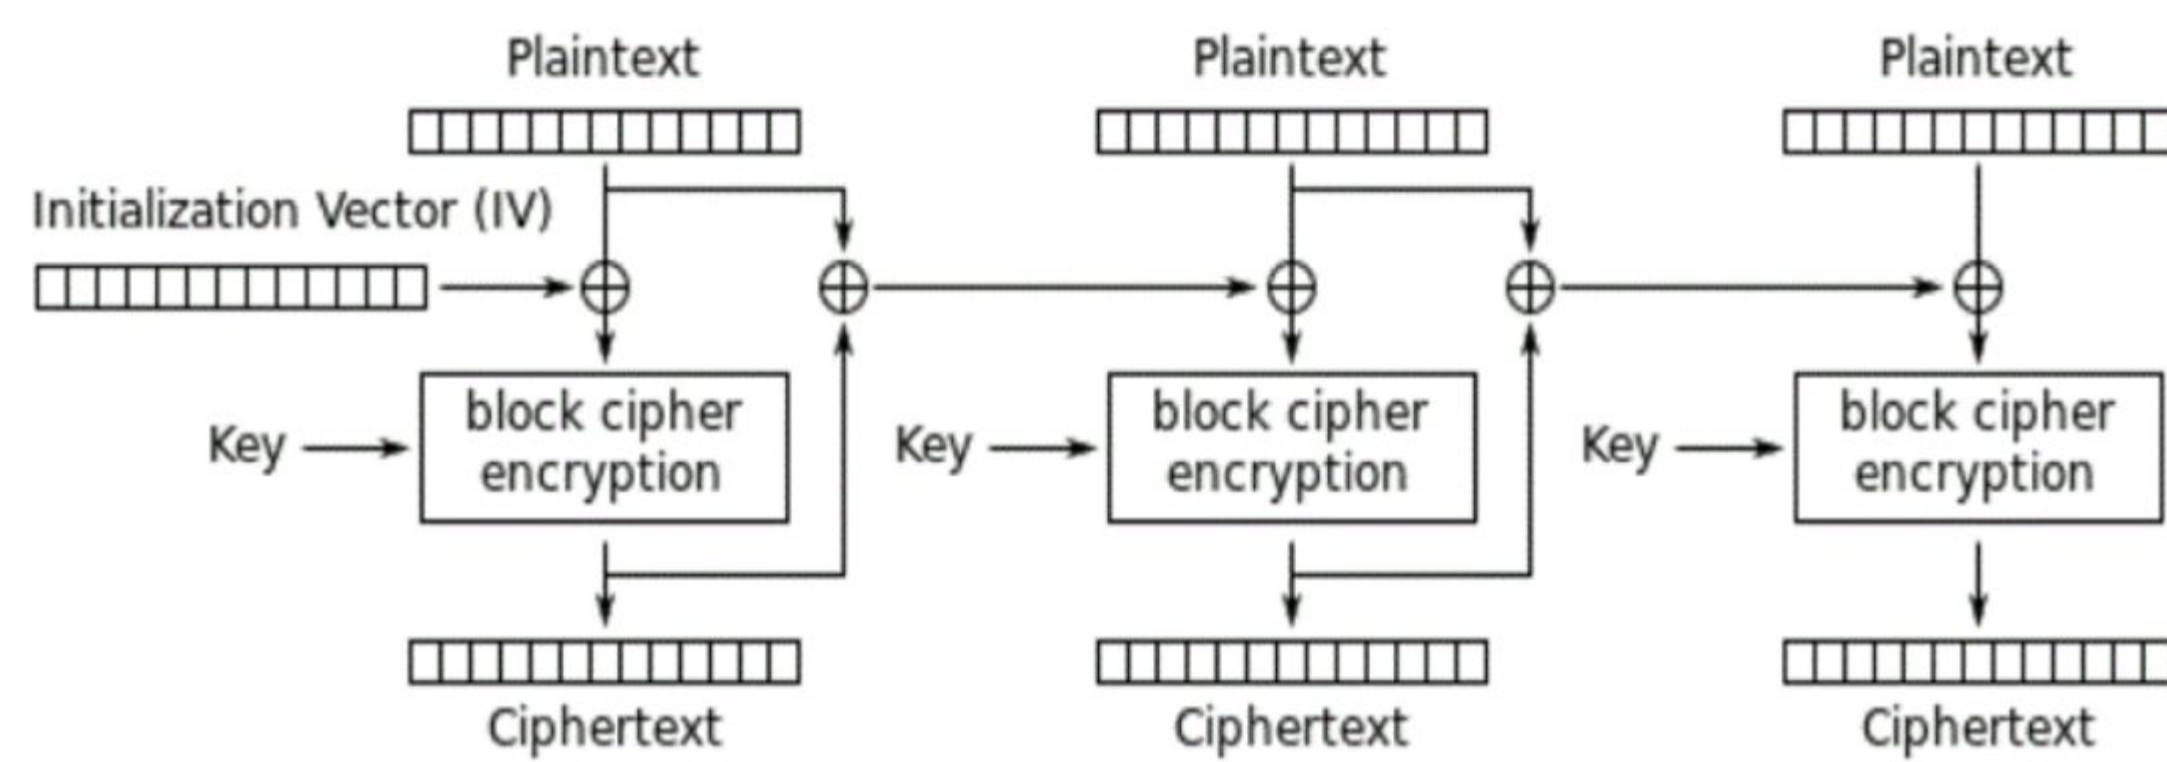 Plaintext
Plaintext
Plaintext
Initialization Vector (IV)
Key
block cipher
encryption
Key
block cipher
encryption
Key
block cipher
encryption
Ciphertext
Ciphertext
Ciphertext